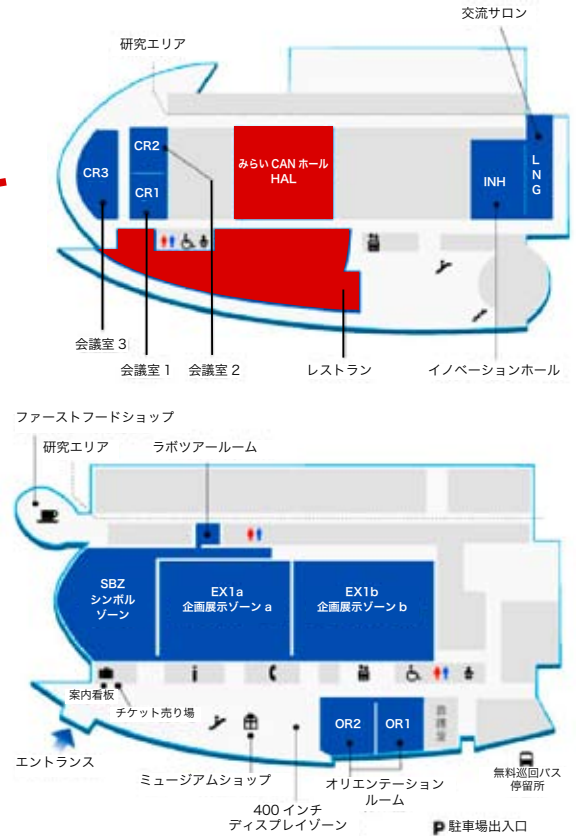 交流サロン
研究エリア
CR2
みらい CAN ホール
HAL
CR3
CR1
INH
L
N
G
会議室 3
会議室 1
会議室 2
レストラン
イノベーションホール
ファーストフードショップ
研究エリア
ラボツアールーム
SBZ
シンボル
ゾーン
EX1a
企画展示ゾーン a
EX1b
企画展示ゾーン b
案内看板
チケット売り場
OR2
OR1
エントランス
ミュージアムショップ
オリエンテーション
ルーム
無料巡回バス
停留所
400 インチ
ディスプレイゾーン
P 駐車場出入口